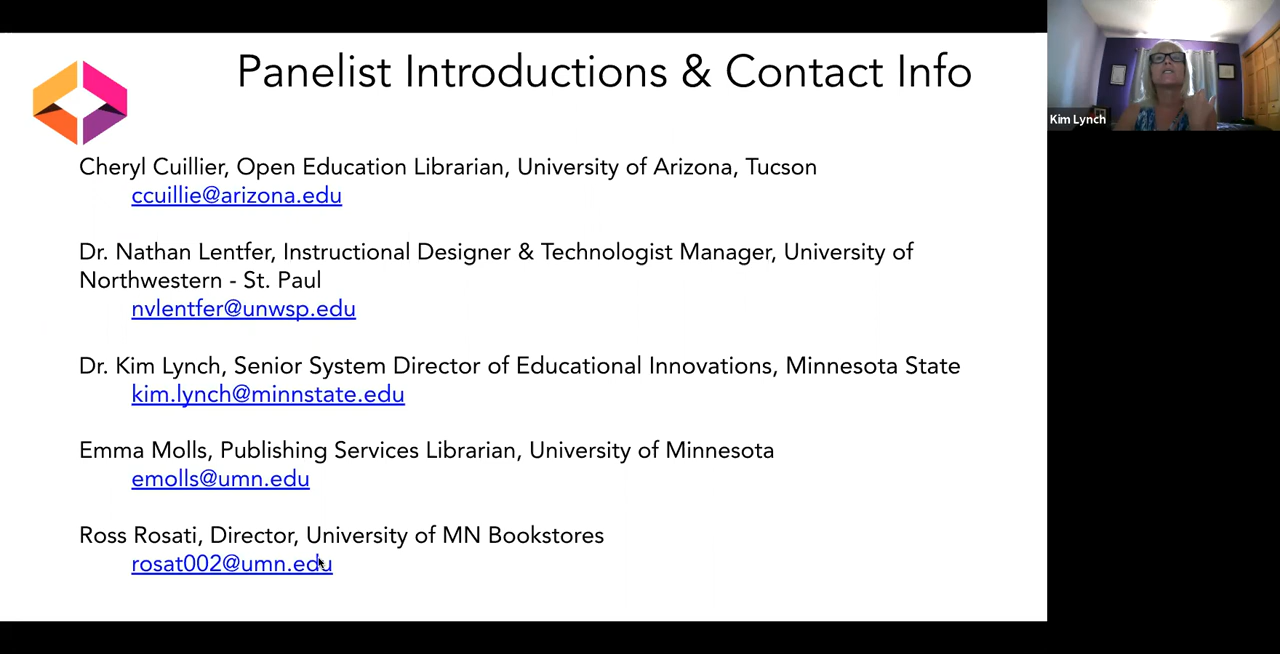 Panelist Introductions & Contact Info
Kim Lynch
Cheryl Cuillier, Open Education Librarian, University of Arizona, Tucson
ccuillie@arizona.edu
Dr. Nathan Lentfer, Instructional Designer & Technologist Manager, University of
Northwestern - St. Paul
nvlentfer@unwsp.edu
Dr. Kim Lynch, Senior System Director of Educational Innovations, Minnesota State
kim.lynch@minnstate.edu
Emma Molls, Publishing Services Librarian, University of Minnesota
emolls@umn.edu
Ross Rosati, Director, University of MN Bookstores
rosat002@umn.edu